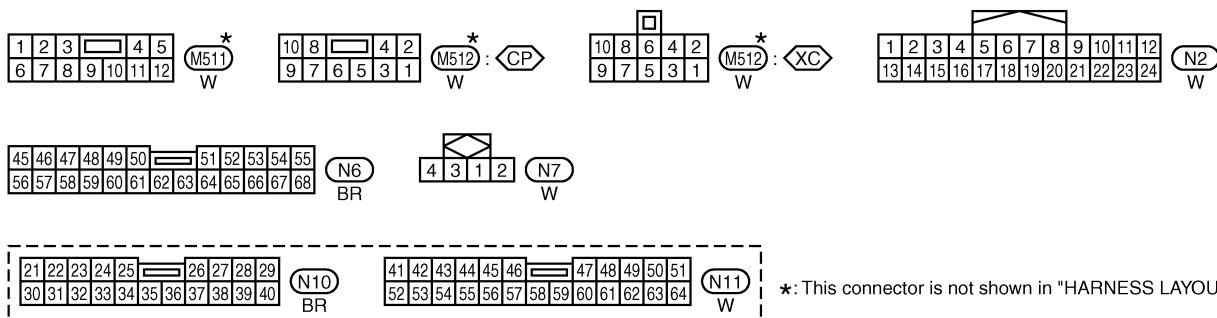 1 2 3 4 5
6 7 8 9 10 11 12
M511 *
W
10 8 4 2
9 7 6 5 3 1
M512 * : CP
W
10 8 6 4 2
9 7 5 3 1
M512 * : XC
W
1 2 3 4 5 6 7 8 9 10 11 12
13 14 15 16 17 18 19 20 21 22 23 24
N2
W
45 46 47 48 49 50 51 52 53 54 55
56 57 58 59 60 61 62 63 64 65 66 67 68
N6
BR
4 3 1 2
N7
W
21 22 23 24 25 26 27 28 29
30 31 32 33 34 35 36 37 38 39 40
N10
BR
41 42 43 44 45 46 47 48 49 50 51
52 53 54 55 56 57 58 59 60 61 62 63 64
N11
W
*: This connector is not shown in "HARNESS LAYOU